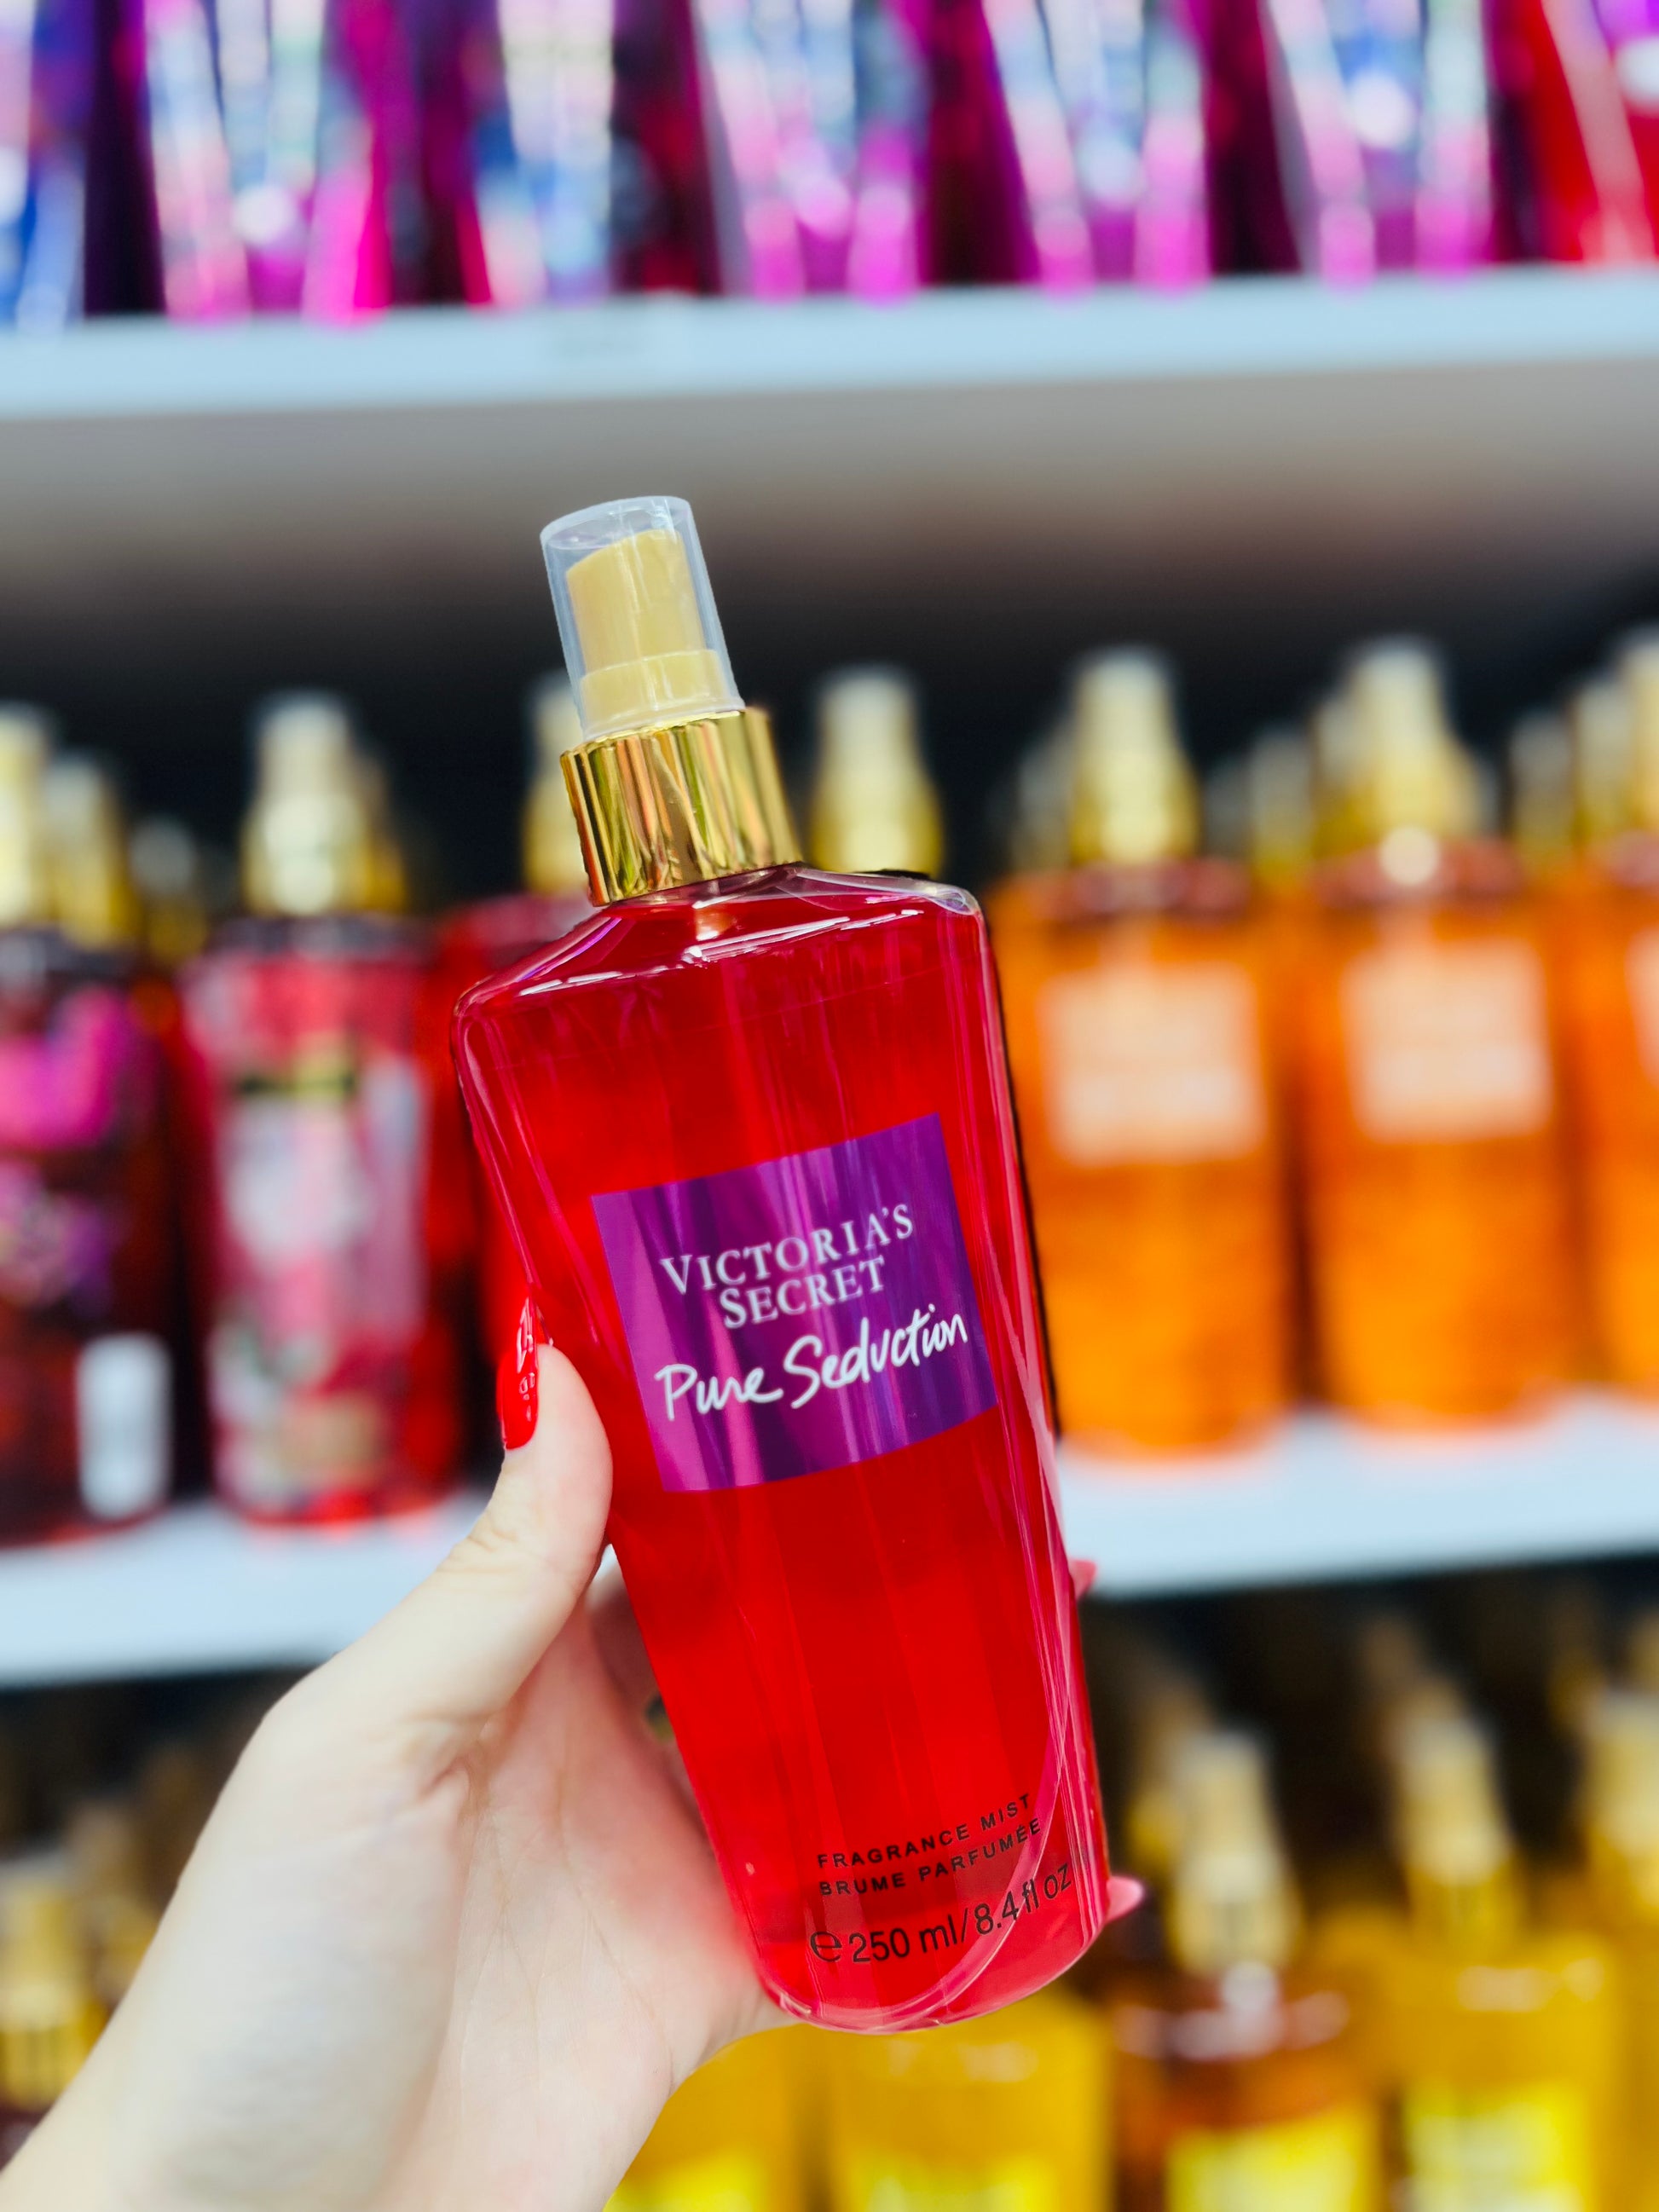 VICTORIA'S
SECRET
Pure Seduction
FRAGRANCE MIST
BRUME PARFUMÉE
℮ 250 ml/8.4 fl oz